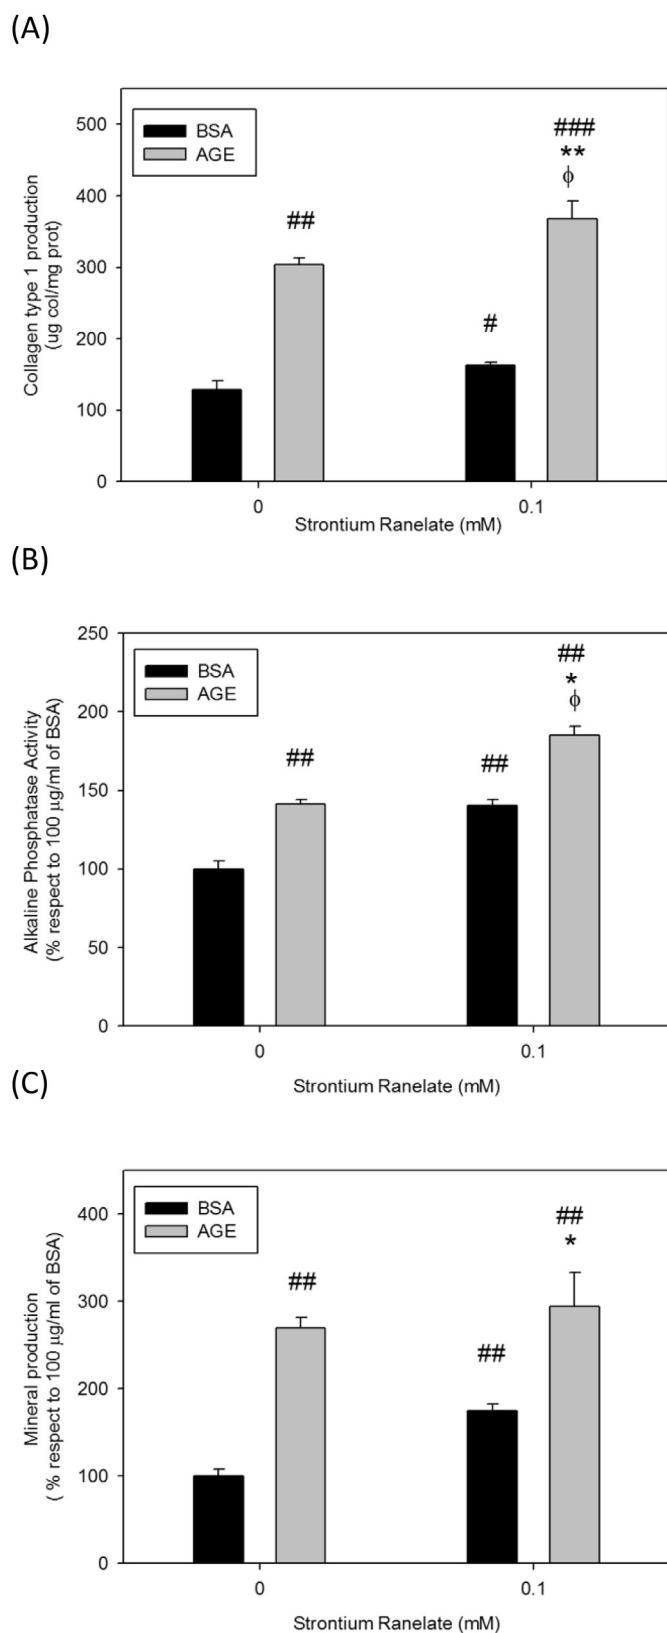 (A)
500
400
300
200
100
0
Collagen type 1 production
(ug col/mg prot)
BSA
AGE
##
#
###
**
ϕ
0 0.1
Strontium Ranelate (mM)
(B)
250
200
150
100
50
0
Alkaline Phosphatase Activity
(% respect to 100 µg/ml of BSA)
BSA
AGE
##
##
##
*
ϕ
0 0.1
Strontium Ranelate (mM)
(C)
400
300
200
100
0
Mineral production
( % respect to 100 µg/ml of BSA)
BSA
AGE
##
##
##
*
0 0.1
Strontium Ranelate (mM)